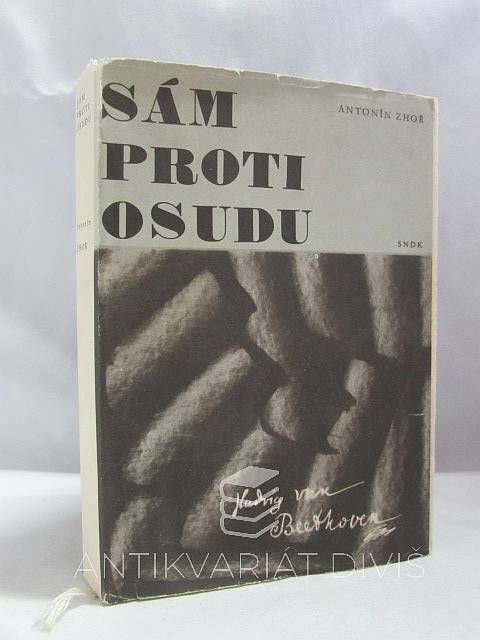 SÁM
PROTI
OSUDU
ANTONÍN ZHOŘ
SNDK
SÁM
PROTI
OSUDU
Antonín
ZHOŘ
Ludwig van
Beethoven
ANTIKVARIÁT DIVIŠ